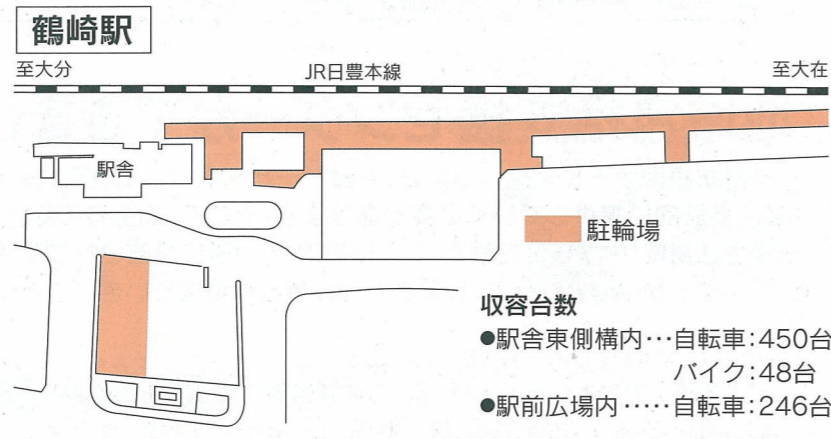 鶴崎駅
至大分
JR日豊本線
至大在
駅舎
駐輪場
収容台数
●駅舎東側構内…自転車:450台
バイク:48台
●駅前広場内……自転車:246台